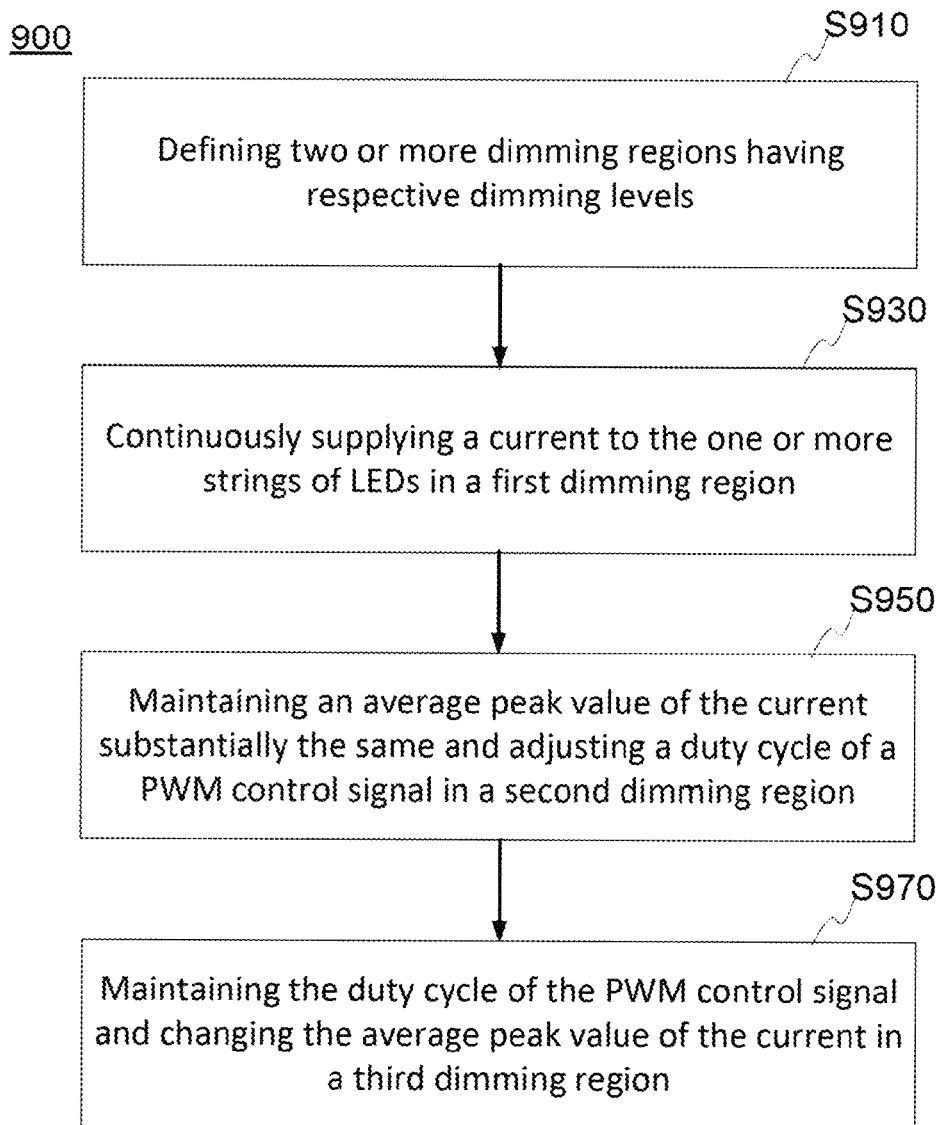 900
S910
Defining two or more dimming regions having
respective dimming levels
S930
Continuously supplying a current to the one or more
strings of LEDs in a first dimming region
S950
Maintaining an average peak value of the current
substantially the same and adjusting a duty cycle of a
PWM control signal in a second dimming region
S970
Maintaining the duty cycle of the PWM control signal
and changing the average peak value of the current in
a third dimming region